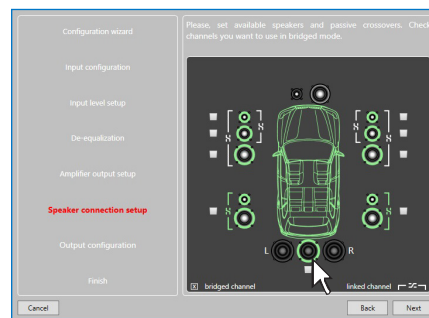 Configuration wizard
Input configuration
Input level setup
De-equalization
Amplifier output setup
Speaker connection setup
Output configuration
Finish
Please, set available speakers and passive crossovers. Check
channels you want to use in bridged mode.
L R
X bridged channel
linked channel
Cancel
Back
Next